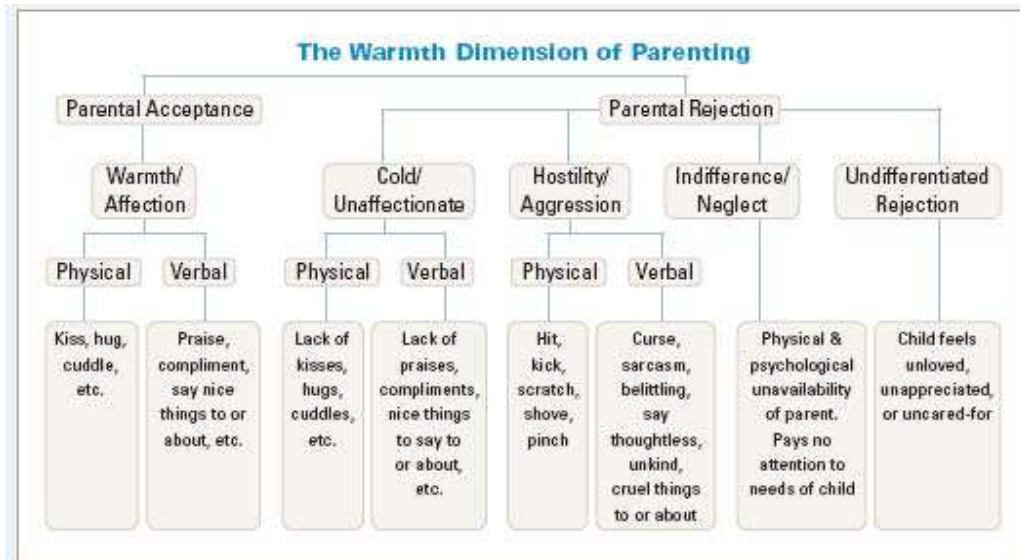 The Warmth Dimension of Parenting
Parental Acceptance
Parental Rejection
Warmth/
Affection
Cold/
Unaffectionate
Hostility/
Aggression
Indifference/
Neglect
Undifferentiated
Rejection
Physical
Verbal
Physical
Verbal
Physical
Verbal
Kiss, hug,
cuddle,
etc.
Praise,
compliment,
say nice
things to or
about, etc.
Lack of
kisses,
hugs,
cuddles,
etc.
Lack of
praises,
compliments,
nice things
to say to
or about,
etc.
Hit,
kick,
scratch,
shove,
pinch
Curse,
sarcasm,
belittling,
say
thoughtless,
unkind,
cruel things
to or about
Physical &
psychological
unavailability
of parent.
Pays no
attention to
needs of child
Child feels
unloved,
unappreciated,
or uncared-for